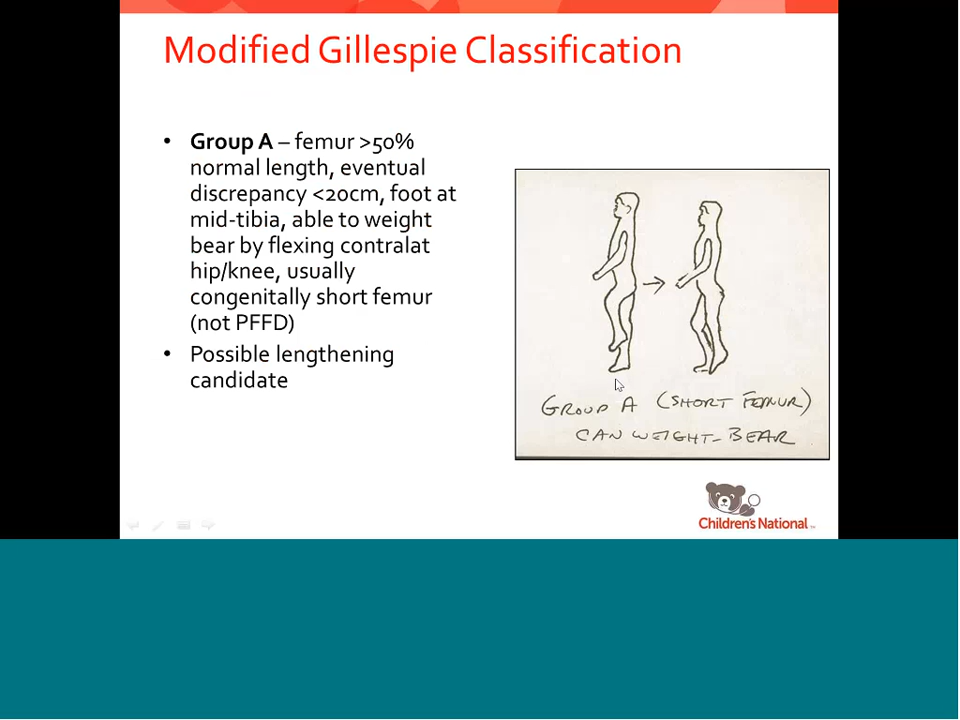 Modified Gillespie Classification
• Group A – femur >50%
normal length, eventual
discrepancy <20cm, foot at
mid-tibia, able to weight
bear by flexing contralat
hip/knee, usually
congenitally short femur
(not PFFD)
• Possible lengthening
candidate
GROUP A (SHORT FEMUR)
CAN WEIGHT-BEAR
Children's National ™